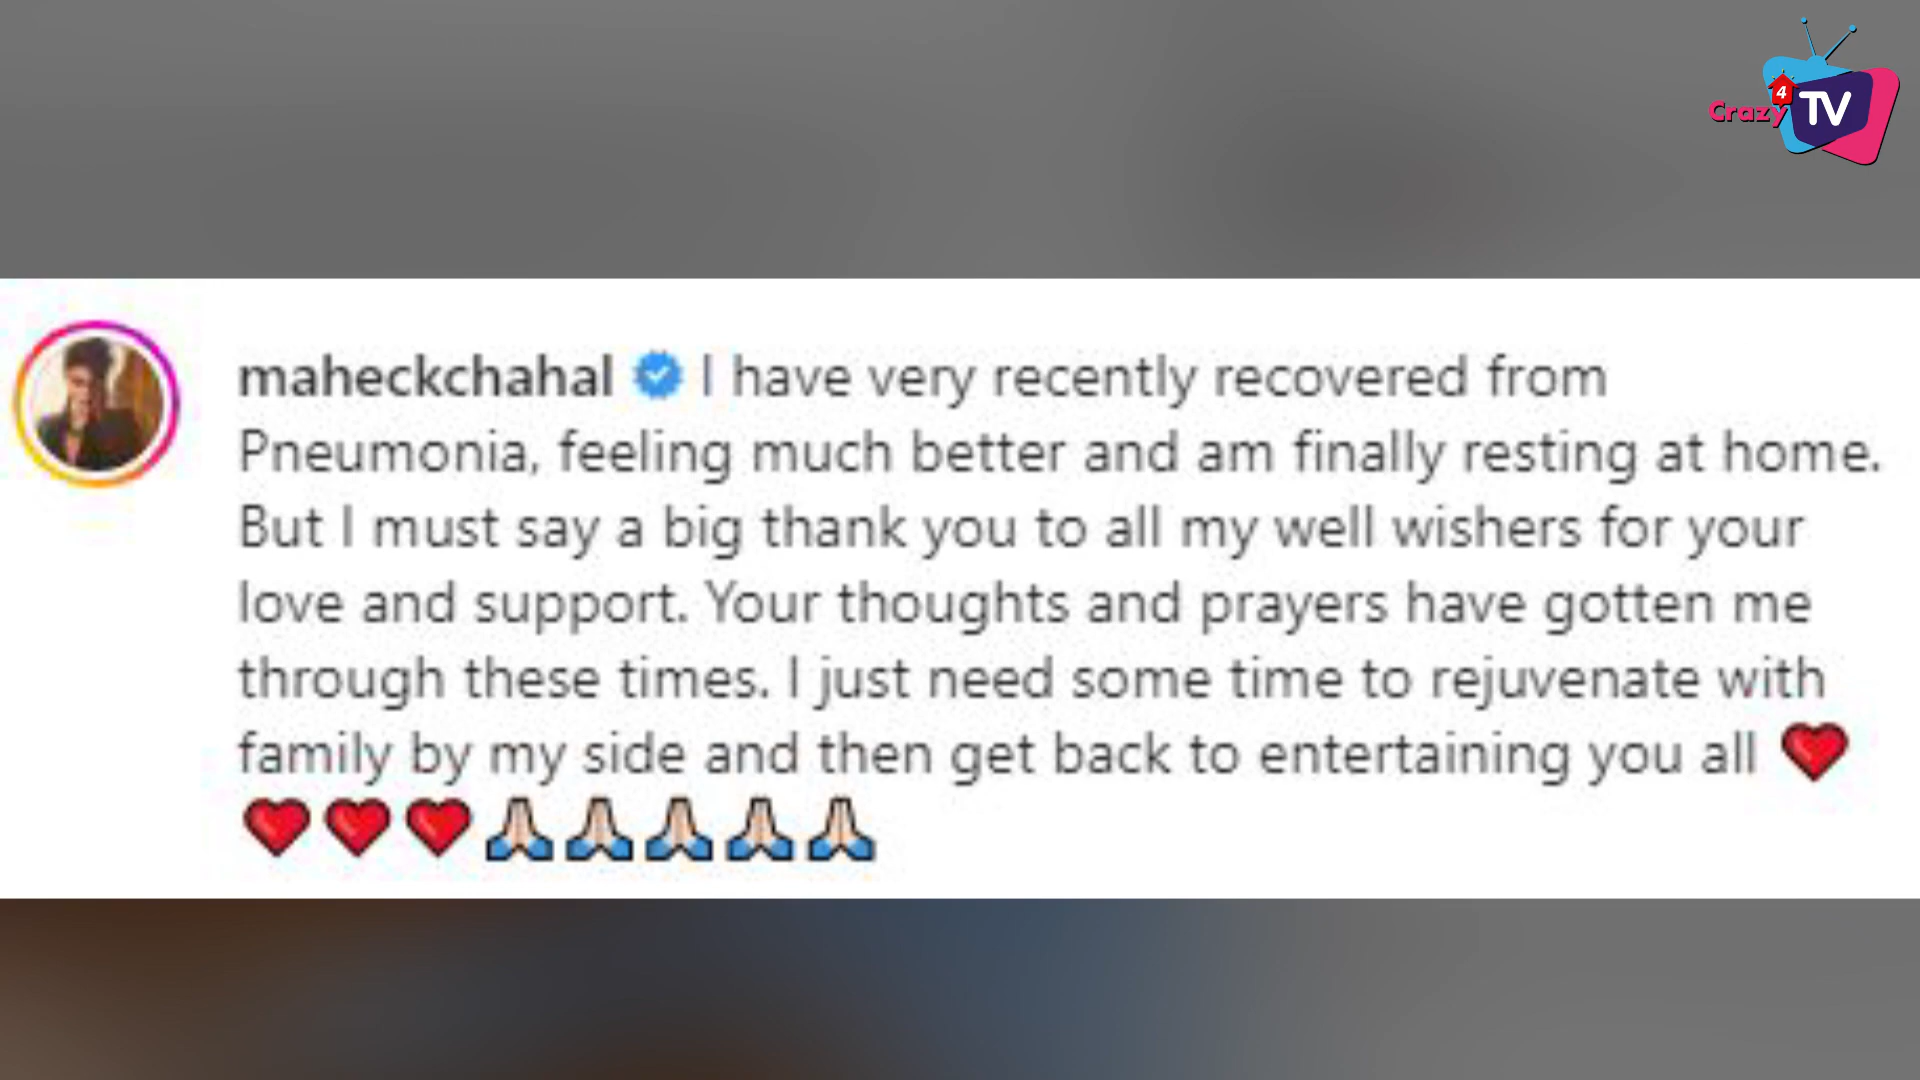 Crazy 4 TV
maheckchahal I have very recently recovered from
Pneumonia, feeling much better and am finally resting at home.
But I must say a big thank you to all my well wishers for your
love and support. Your thoughts and prayers have gotten me
through these times. I just need some time to rejuvenate with
family by my side and then get back to entertaining you all ❤️
❤️❤️❤️🙏🏻🙏🏻🙏🏻🙏🏻🙏🏻